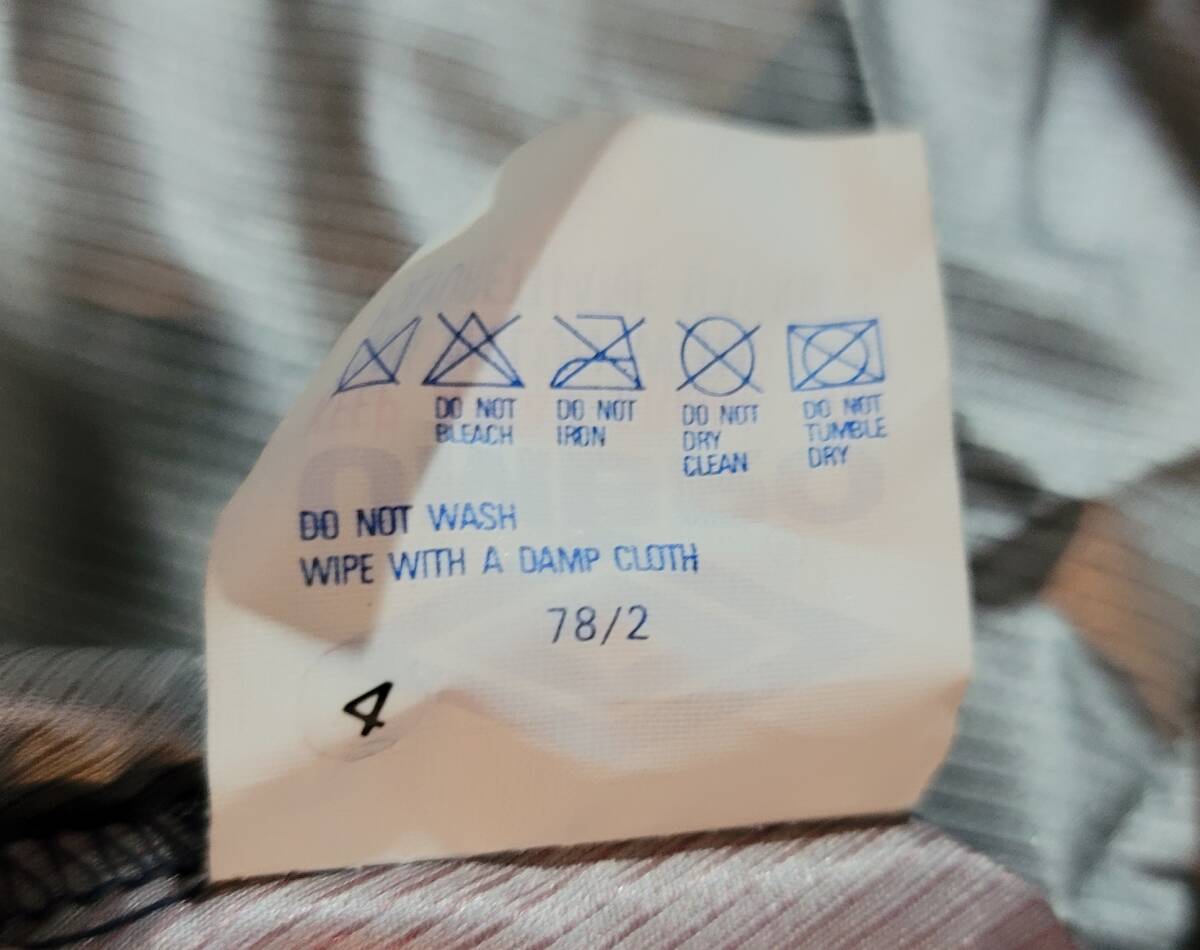 DO NOT
BLEACH
DO NOT
IRON
DO NOT
DRY
CLEAN
DO NOT
TUMBLE
DRY
DO NOT WASH
WIPE WITH A DAMP CLOTH
78/2
4